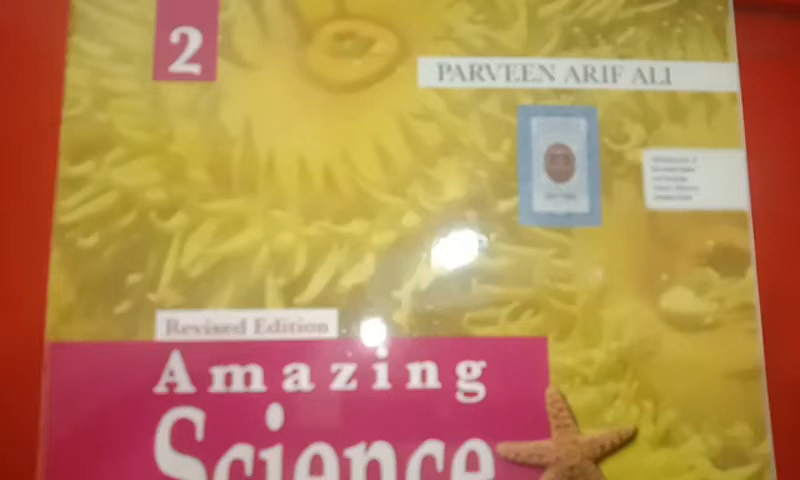 2
PARVEEN ARIF ALI
Revised Edition
Amazing
Science